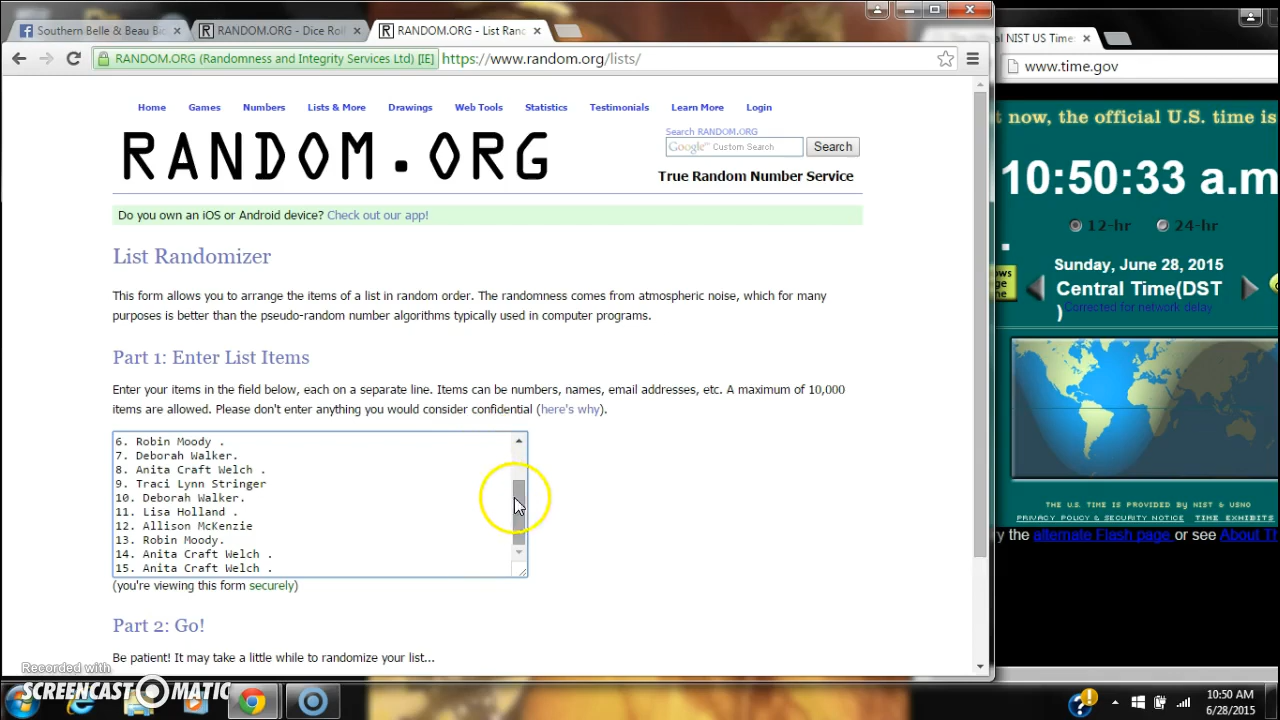 Southern Belle & Beau Bi
RANDOM.ORG - Dice Roll
RANDOM.ORG - List Ran
NIST US Time
RANDOM.ORG (Randomness and Integrity Services Ltd) [IE]
https://www.random.org/lists/
www.time.gov
Home
Games
Numbers
Lists & More
Drawings
Web Tools
Statistics
Testimonials
Learn More
Login
RANDOM.ORG
Search RANDOM.ORG
Google™ Custom Search
Search
True Random Number Service
Do you own an iOS or Android device? Check out our app!
List Randomizer
This form allows you to arrange the items of a list in random order. The randomness comes from atmospheric noise, which for many
purposes is better than the pseudo-random number algorithms typically used in computer programs.
Part 1: Enter List Items
Enter your items in the field below, each on a separate line. Items can be numbers, names, email addresses, etc. A maximum of 10,000
items are allowed. Please don't enter anything you would consider confidential (here's why).
6. Robin Moody .
7. Deborah Walker.
8. Anita Craft Welch .
9. Traci Lynn Stringer
10. Deborah Walker.
11. Lisa Holland .
12. Allison McKenzie
13. Robin Moody.
14. Anita Craft Welch .
15. Anita Craft Welch .
(you're viewing this form securely)
Part 2: Go!
Be patient! It may take a little while to randomize your list...
t now, the official U.S. time is
10:50:33 a.m
.
12-hr
24-hr
Sunday, June 28, 2015
Central Time(DST
)
Corrected for network delay
THE U.S. TIME IS PROVIDED BY NIST & USNO
PRIVACY POLICY & SECURITY NOTICE
TIME EXHIBITS
ry the alternate Flash page or see About Th
Recorded with
SCREENCAST-O-MATIC
10:50 AM
6/28/2015